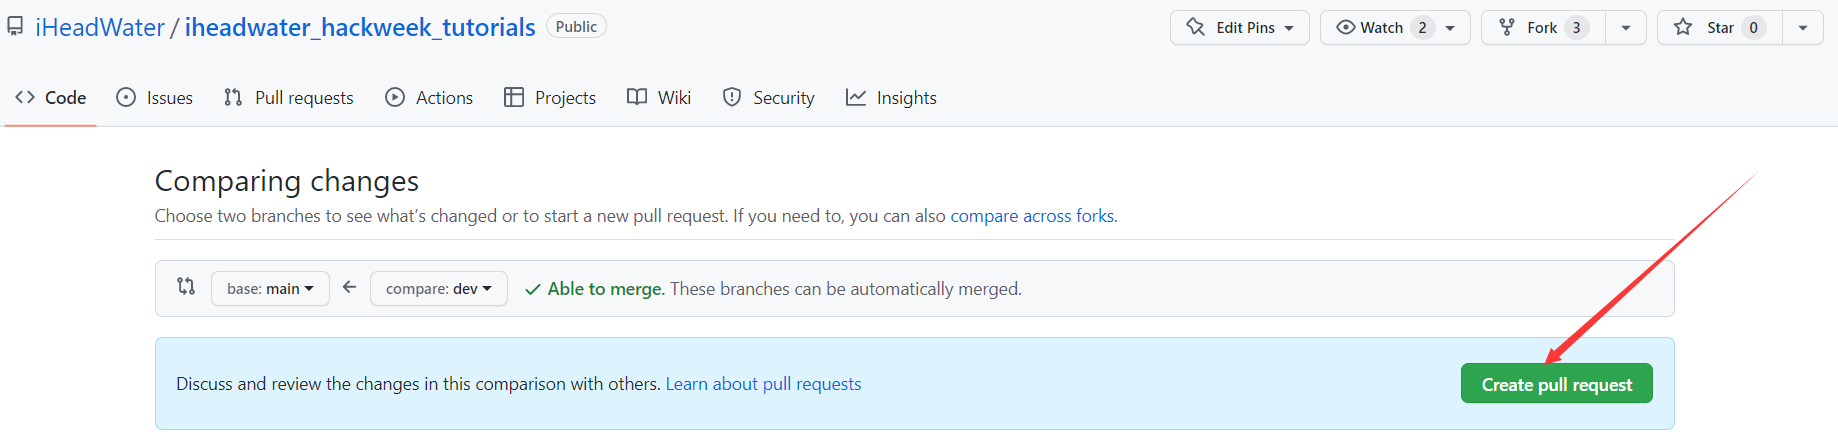 iHeadWater / iheadwater_hackweek_tutorials Public Edit Pins Watch 2 Fork 3 Star 0
Code Issues Pull requests Actions Projects Wiki Security Insights
Comparing changes
Choose two branches to see what’s changed or to start a new pull request. If you need to, you can also compare across forks.
base: main compare: dev Able to merge. These branches can be automatically merged.
Discuss and review the changes in this comparison with others. Learn about pull requests Create pull request